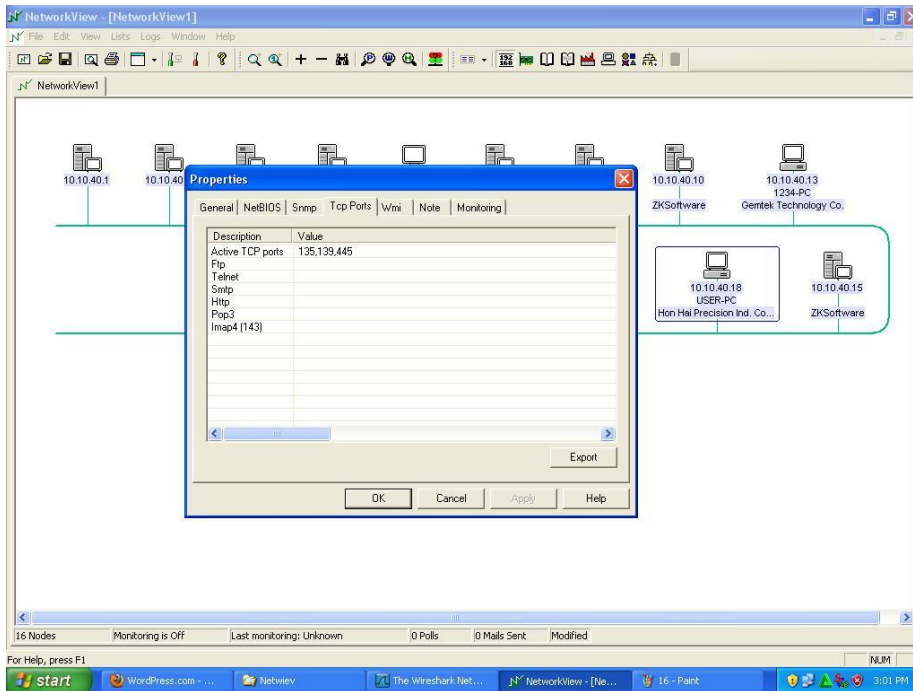 NetworkView - [NetworkView1]
File Edit View Lists Logs Window Help
NetworkView1
10.10.40.1
10.10.40
10.10.40.10
ZKSoftware
10.10.40.13
1234-PC
Gemtek Technology Co.
Properties
General NetBIOS Snmp Tcp Ports Wmi Note Monitoring
Description Value
Active TCP ports 135,139,445
Ftp
Telnet
Smtp
Http
Pop3
Imap4 (143)
Export
OK Cancel Apply Help
10.10.40.18
USER-PC
Hon Hai Precision Ind. Co...
10.10.40.15
ZKSoftware
16 Nodes Monitoring is Off Last monitoring: Unknown 0 Polls 0 Mails Sent Modified
For Help, press F1 NUM
start WordPress.com - ... Netwiev The Wireshark Net... NetworkView - [Ne... 16 - Paint 3:01 PM